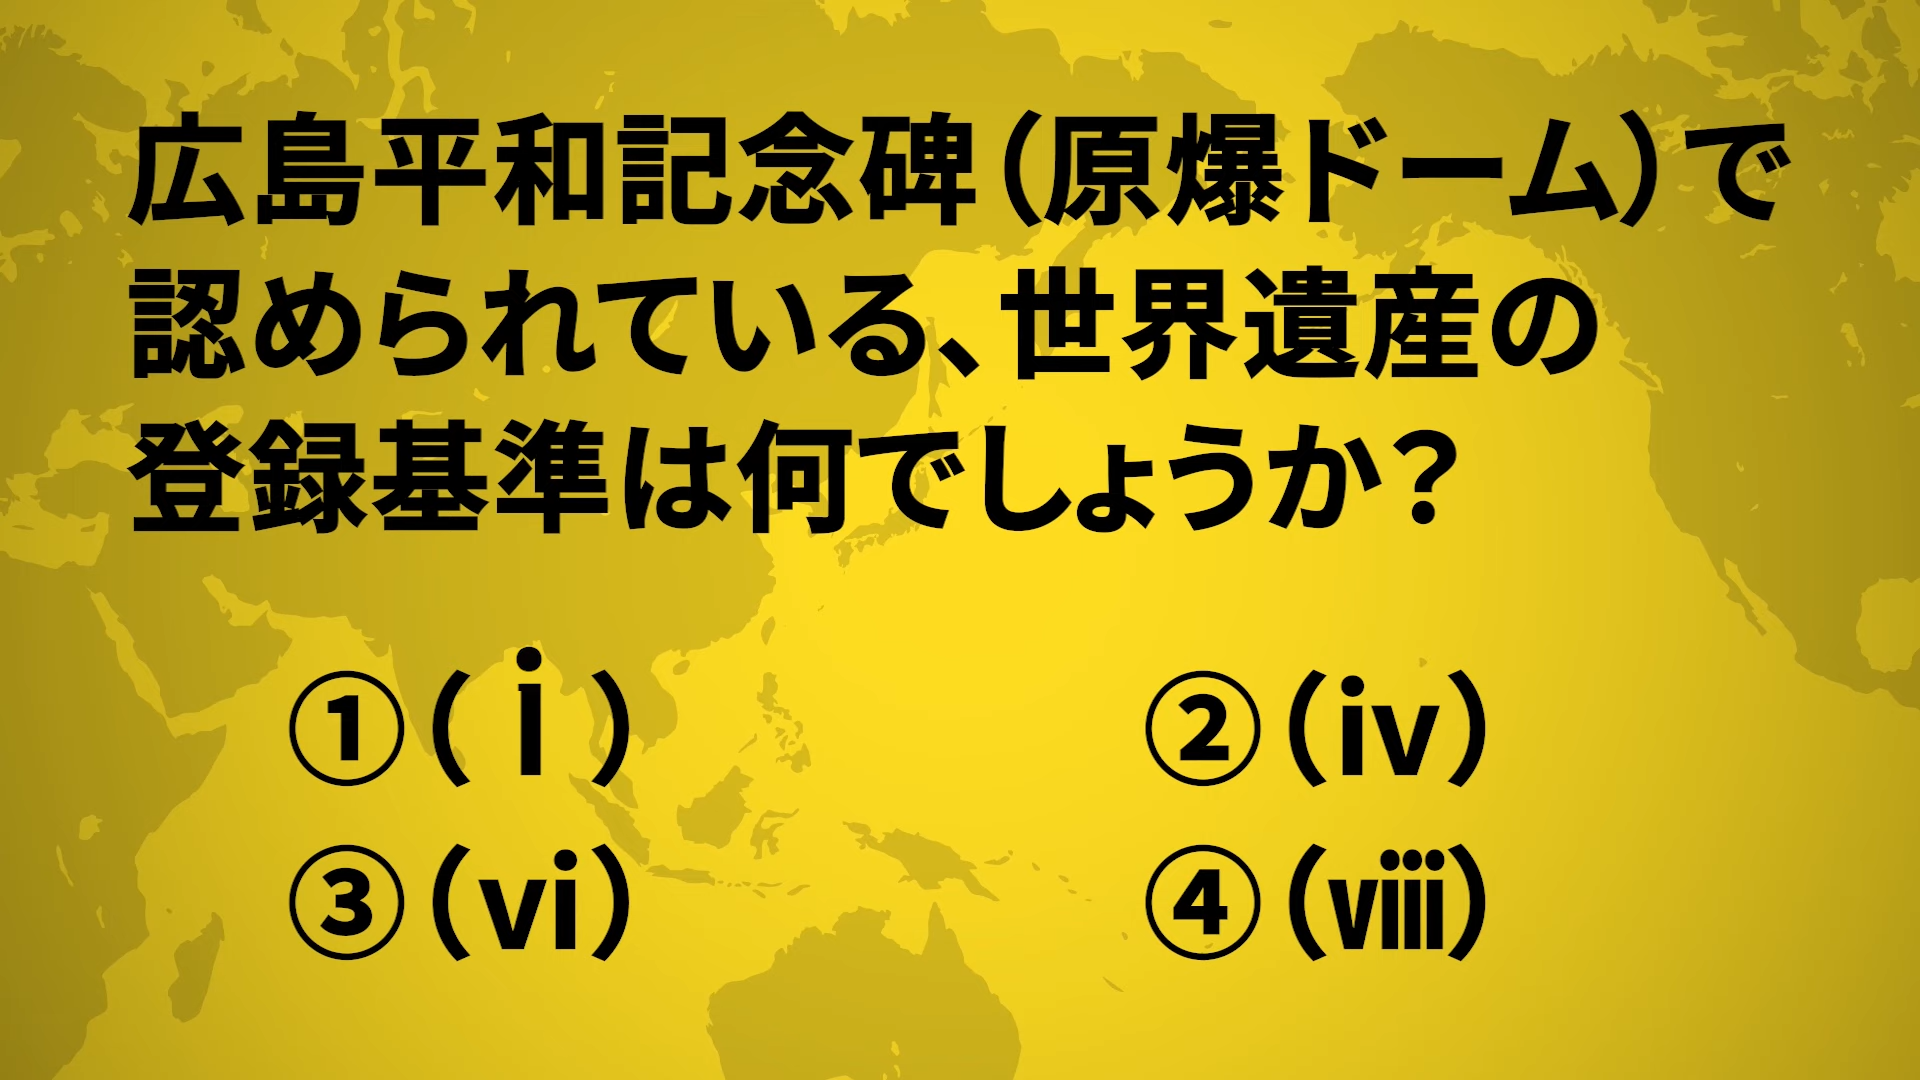 広島平和記念碑（原爆ドーム）で
認められている、世界遺産の
登録基準は何でしょうか？
①（ⅰ） ②（ⅳ）
③（ⅵ） ④（ⅷ）